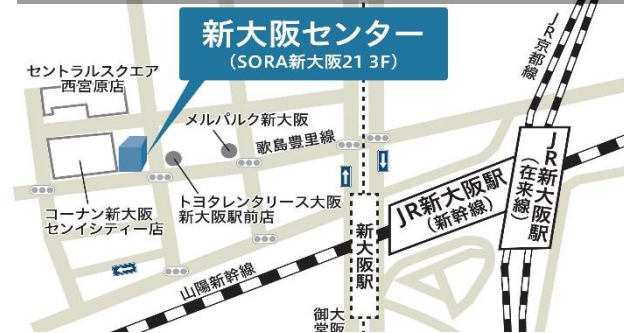 新大阪センター
(SORA新大阪21 3F)
セントラルスクエア
西宮原店
メルパルク新大阪
歌島豊里線
JR京都線
コーナン新大阪
センイシティー店
トヨタレンタリース大阪
新大阪駅前店
JR新大阪駅
(新幹線)
JR新大阪駅
(在来線)
新大阪駅
山陽新幹線
大阪
御堂